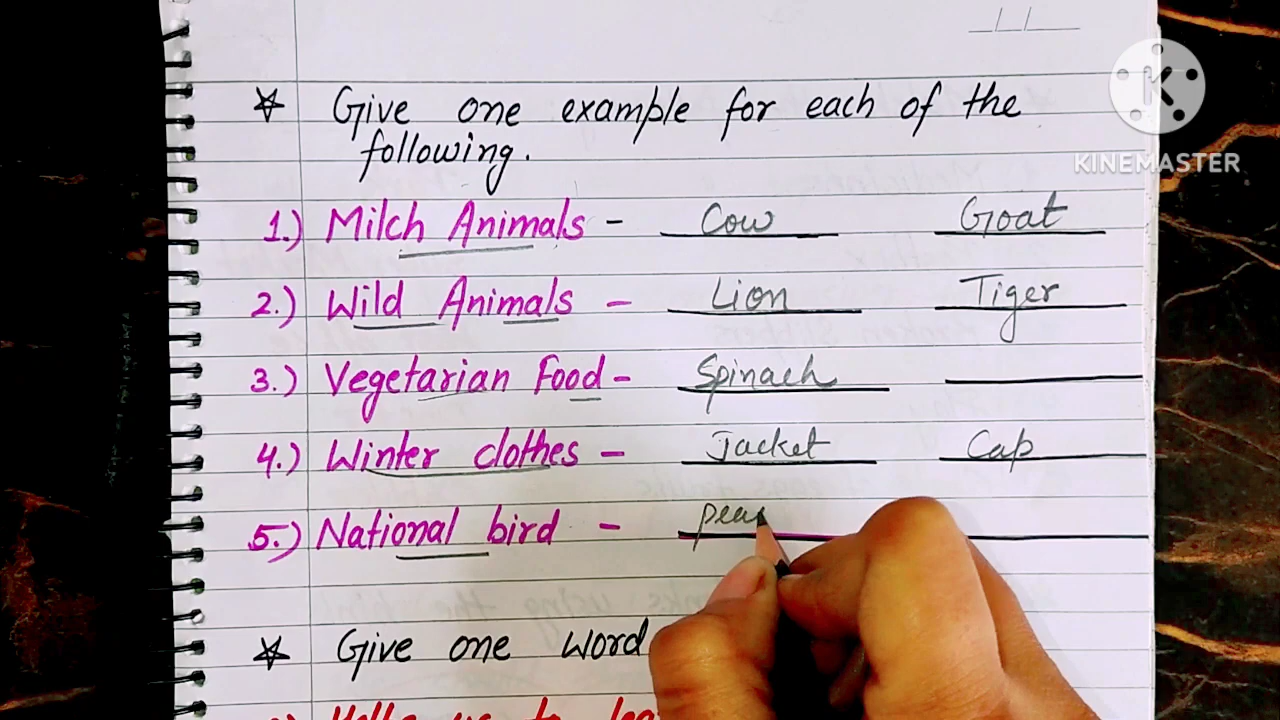 KINEMASTER
☆ Give one example for each of the
following.
1.) Milch Animals - Cow Goat
2.) Wild Animals - Lion Tiger
3.) Vegetarian Food - Spinach
4.) Winter clothes - Jacket Cap
5.) National bird - pea
☆ Give one word